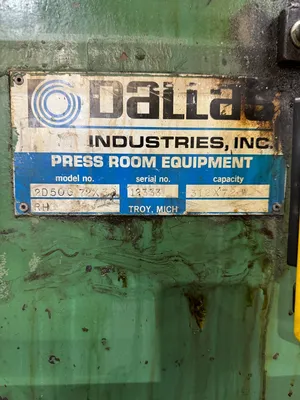 Dallas
INDUSTRIES, INC.
PRESS ROOM EQUIPMENT
model no. serial no. capacity
RH TROY, MICH